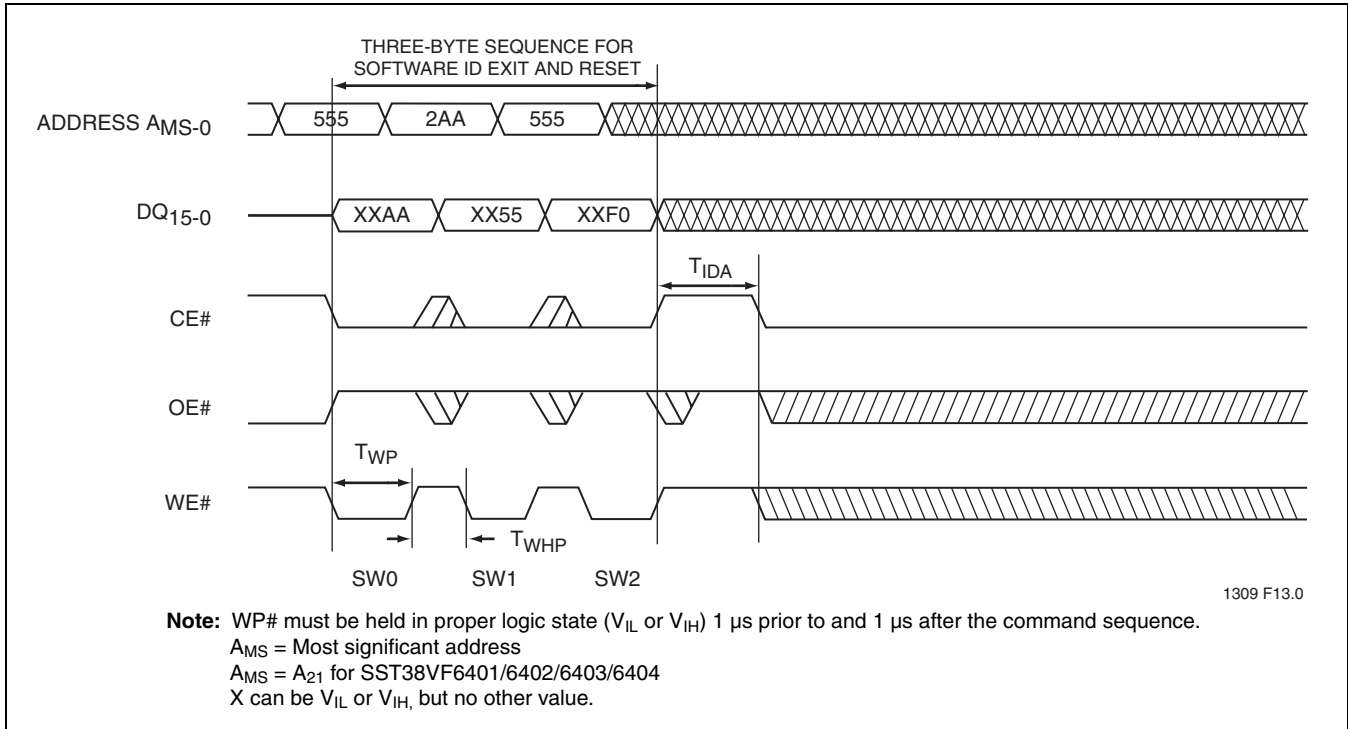 THREE-BYTE SEQUENCE FOR
SOFTWARE ID EXIT AND RESET
ADDRESS AMS-0
555
2AA
555
DQ15-0
XXAA
XX55
XXF0
TIDA
CE#
OE#
TWP
WE#
TWHP
SW0
SW1
SW2
1309 F13.0
Note: WP# must be held in proper logic state (VIL or VIH) 1 µs prior to and 1 µs after the command sequence.
AMS = Most significant address
AMS = A21 for SST38VF6401/6402/6403/6404
X can be VIL or VIH, but no other value.